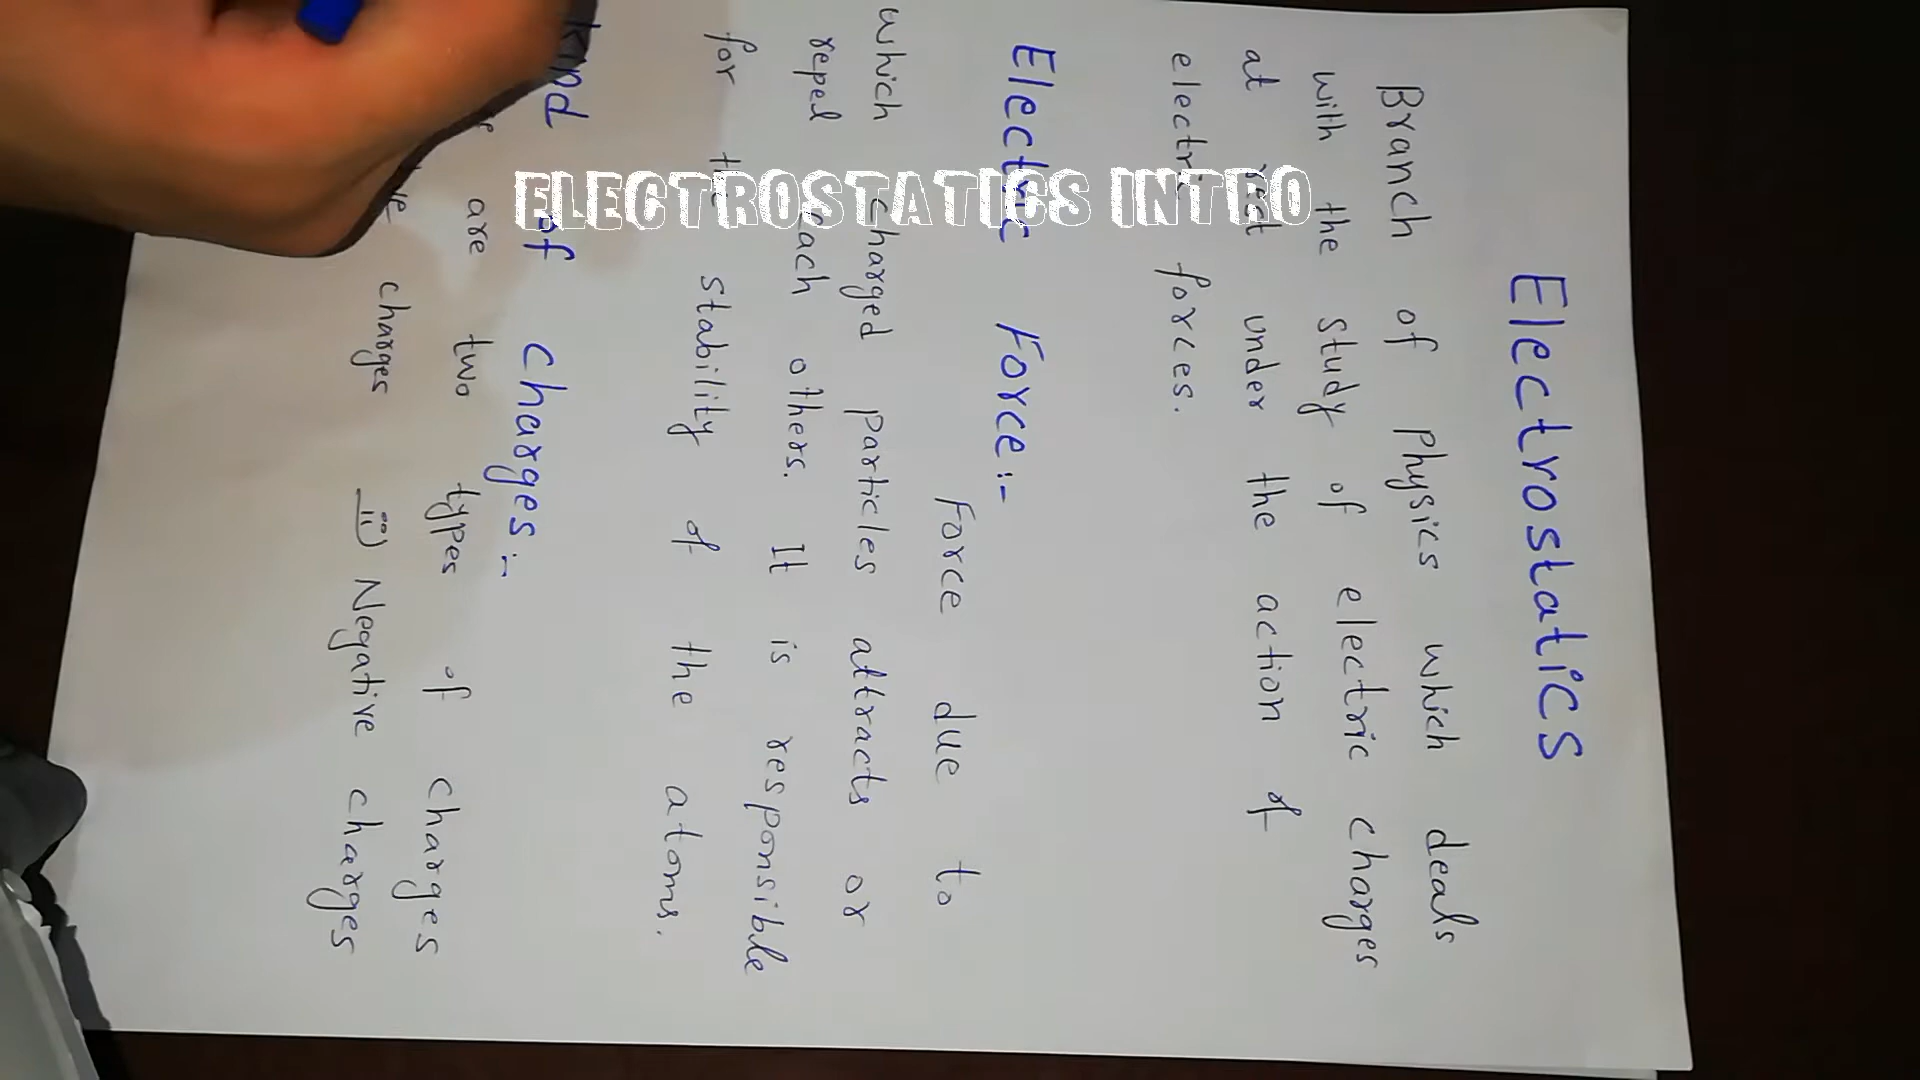 Electrostatics
Branch of Physics which deals
with the study of electric charges
at rest under the action of
electric forces.
Electric Force:-
Force due to
which charged particles attracts or
repel each others. It is responsible
for the stability of the atoms.
kind of charges:-
are two types of charges
charges ii) Negative charges
ELECTROSTATICS INTRO